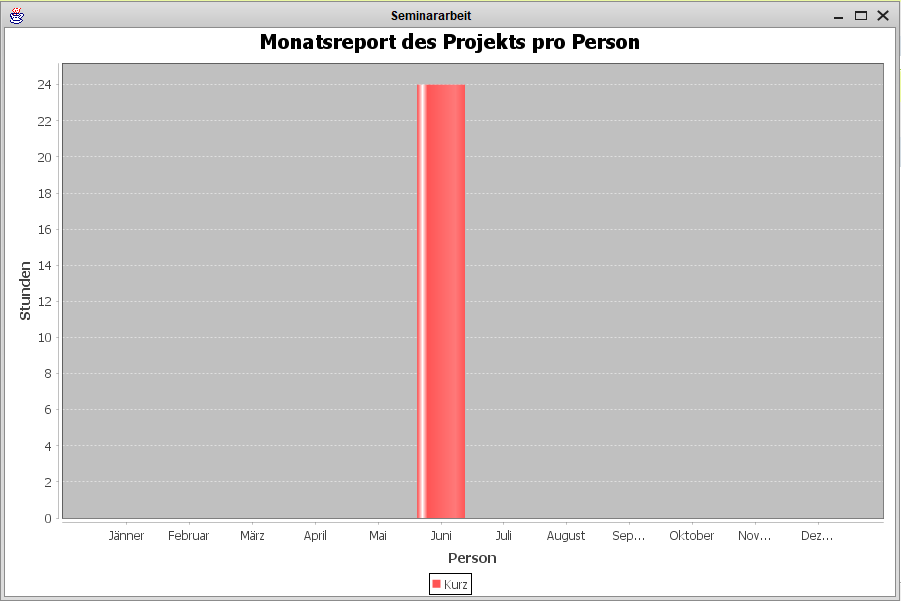 Seminararbeit
Monatsreport des Projekts pro Person
Stunden
24
22
20
18
16
14
12
10
8
6
4
2
0
Jänner Februar März April Mai Juni Juli August Sep... Oktober Nov... Dez...
Person
Kurz